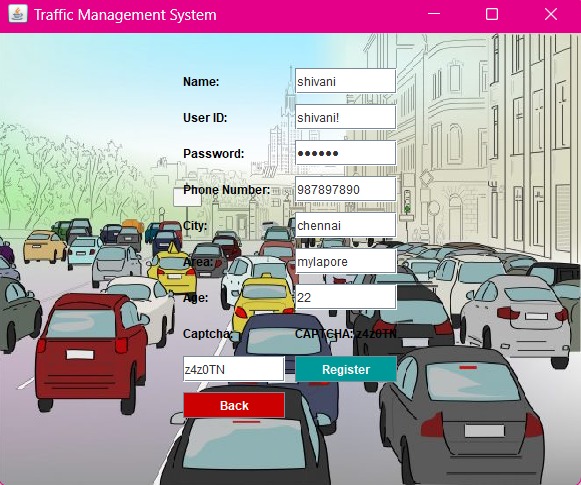 Traffic Management System
Name: shivani
User ID: shivani!
Password: ●●●●●●
Phone Number: 987897890
City: chennai
Area: mylapore
Age: 22
Captcha: CAPTCHA: z4z0TN
z4z0TN Register
Back